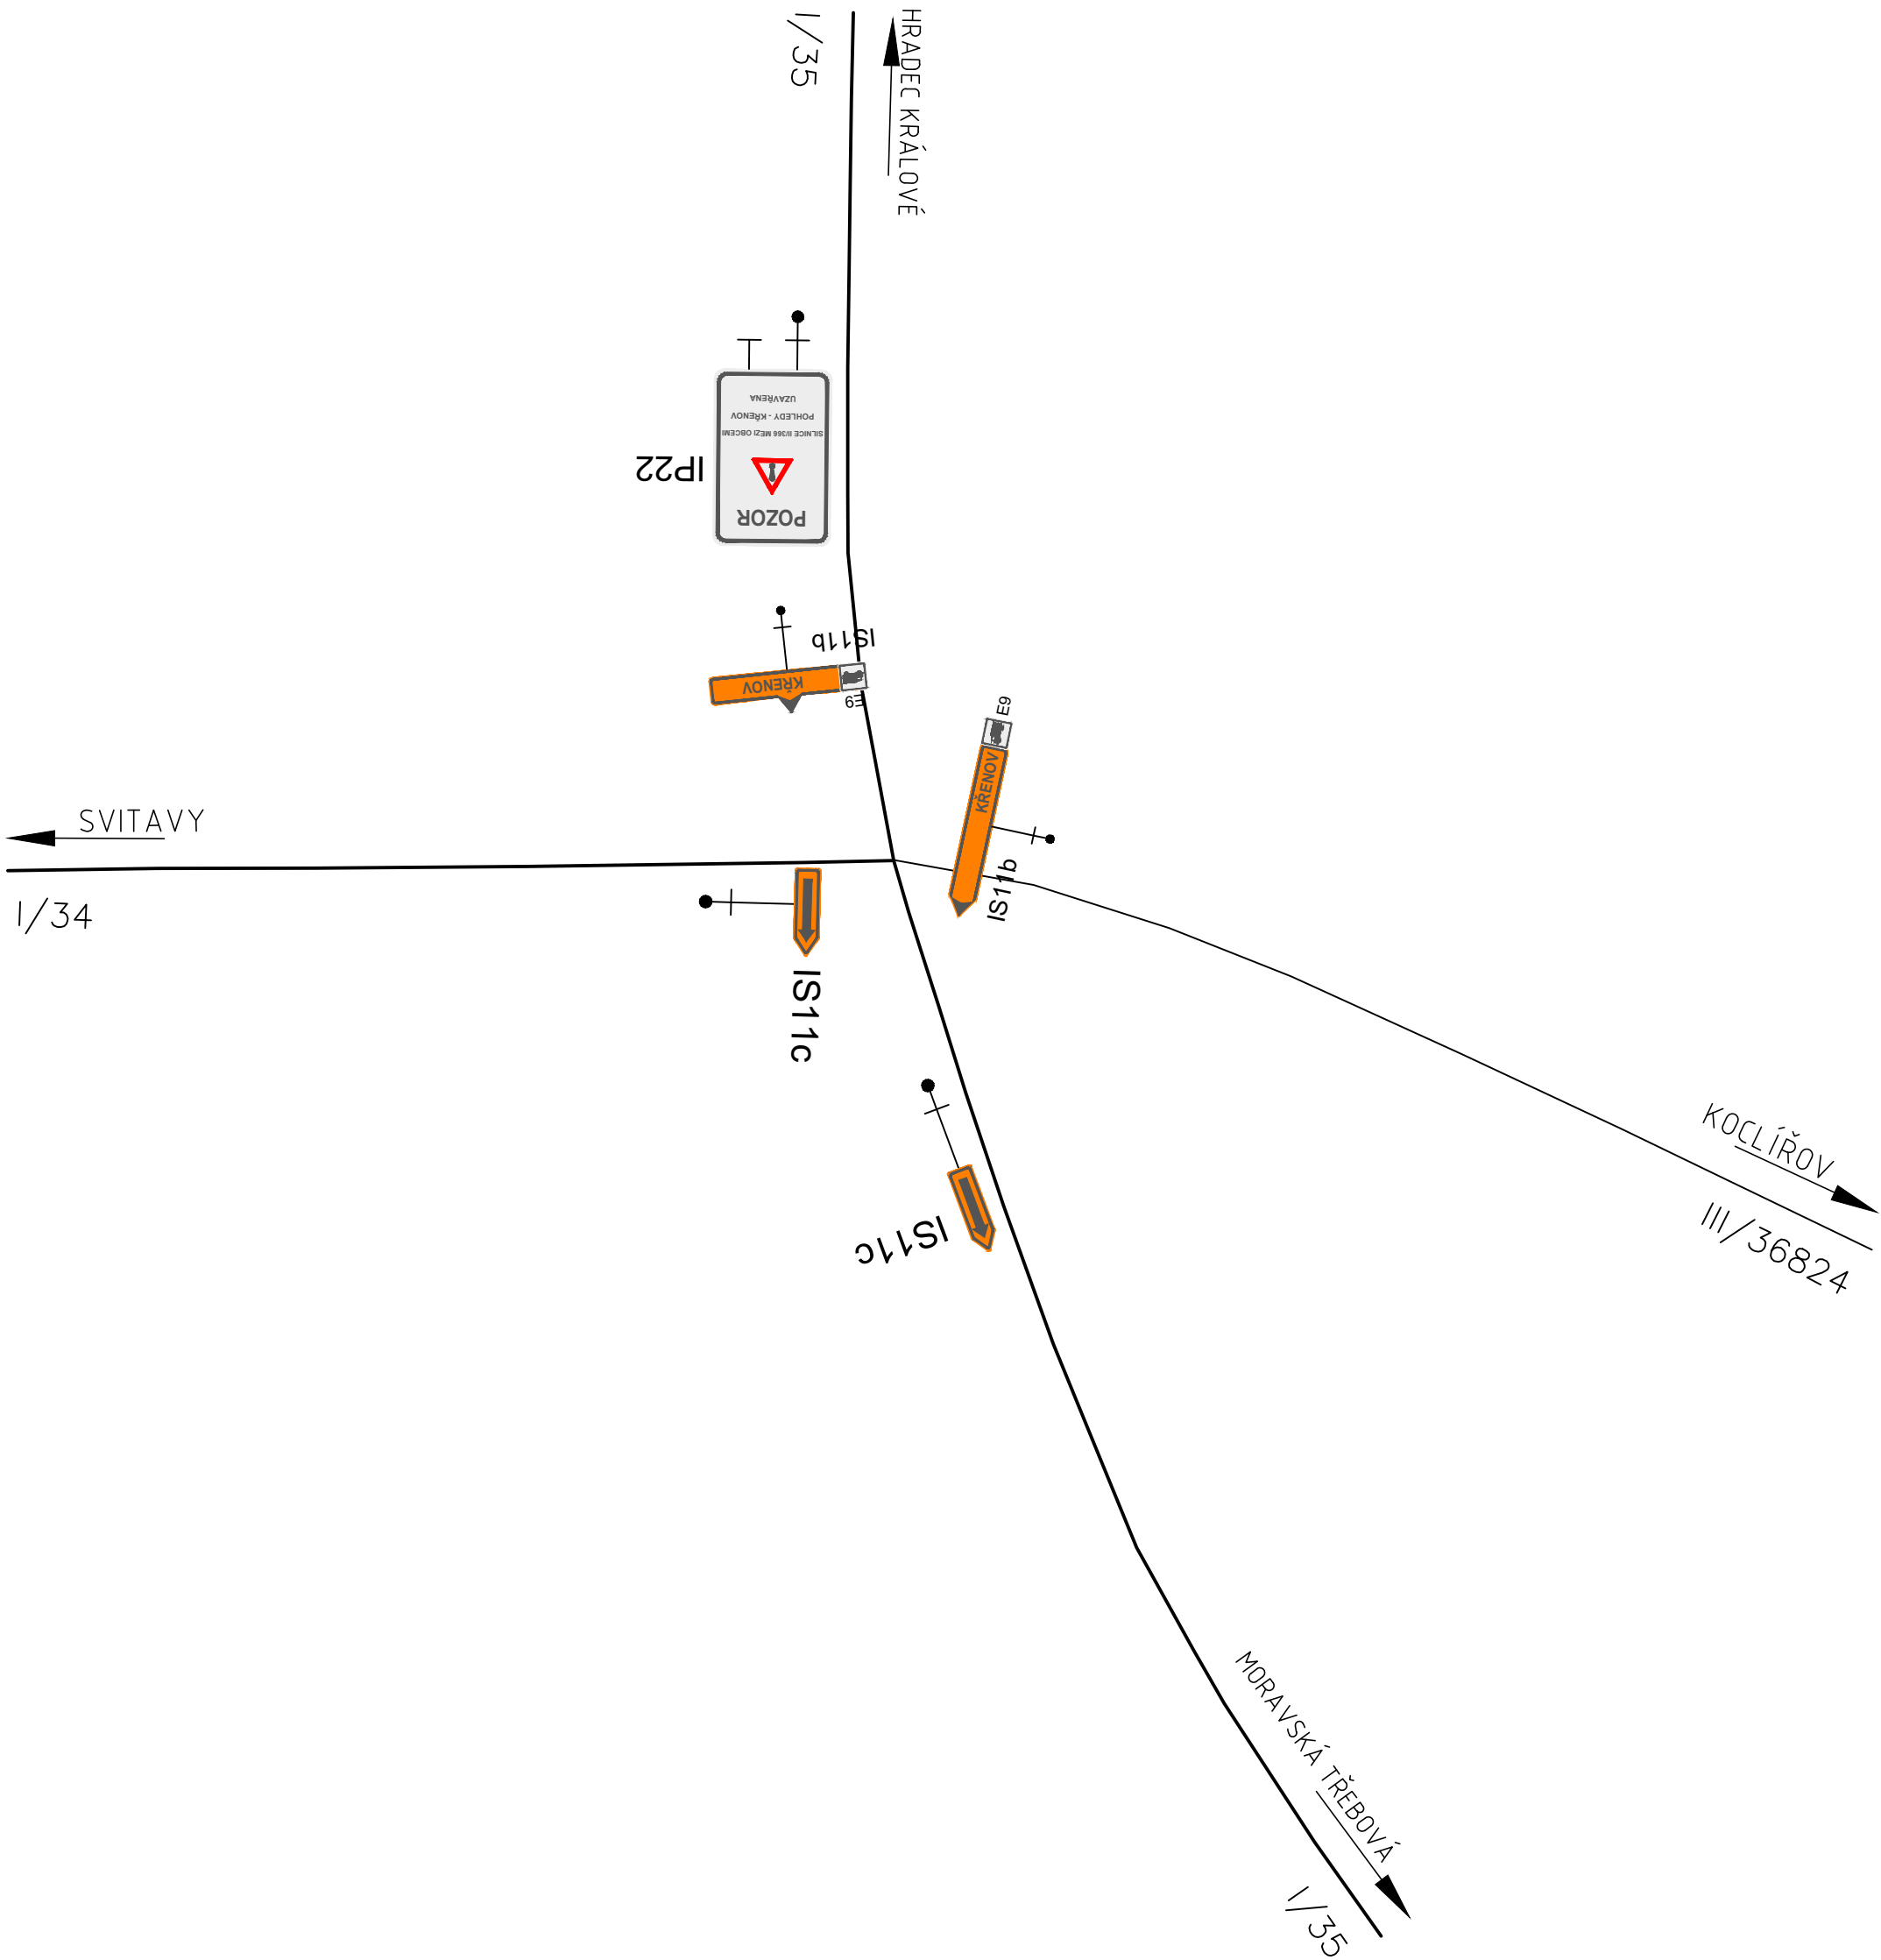 I/35
HRADEC KRÁLOVÉ
IP22
POZOR
SILNICE II/366 MEZI OBCEMI
POHLEDY - KŘENOV
UZAVŘENA
IS11b
KŘENOV
E9
E9
KŘENOV
IS11b
SVITAVY
I/34
IS11c
IS11c
KOCLÍŘOV
III/36824
MORAVSKÁ TŘEBOVÁ
I/35